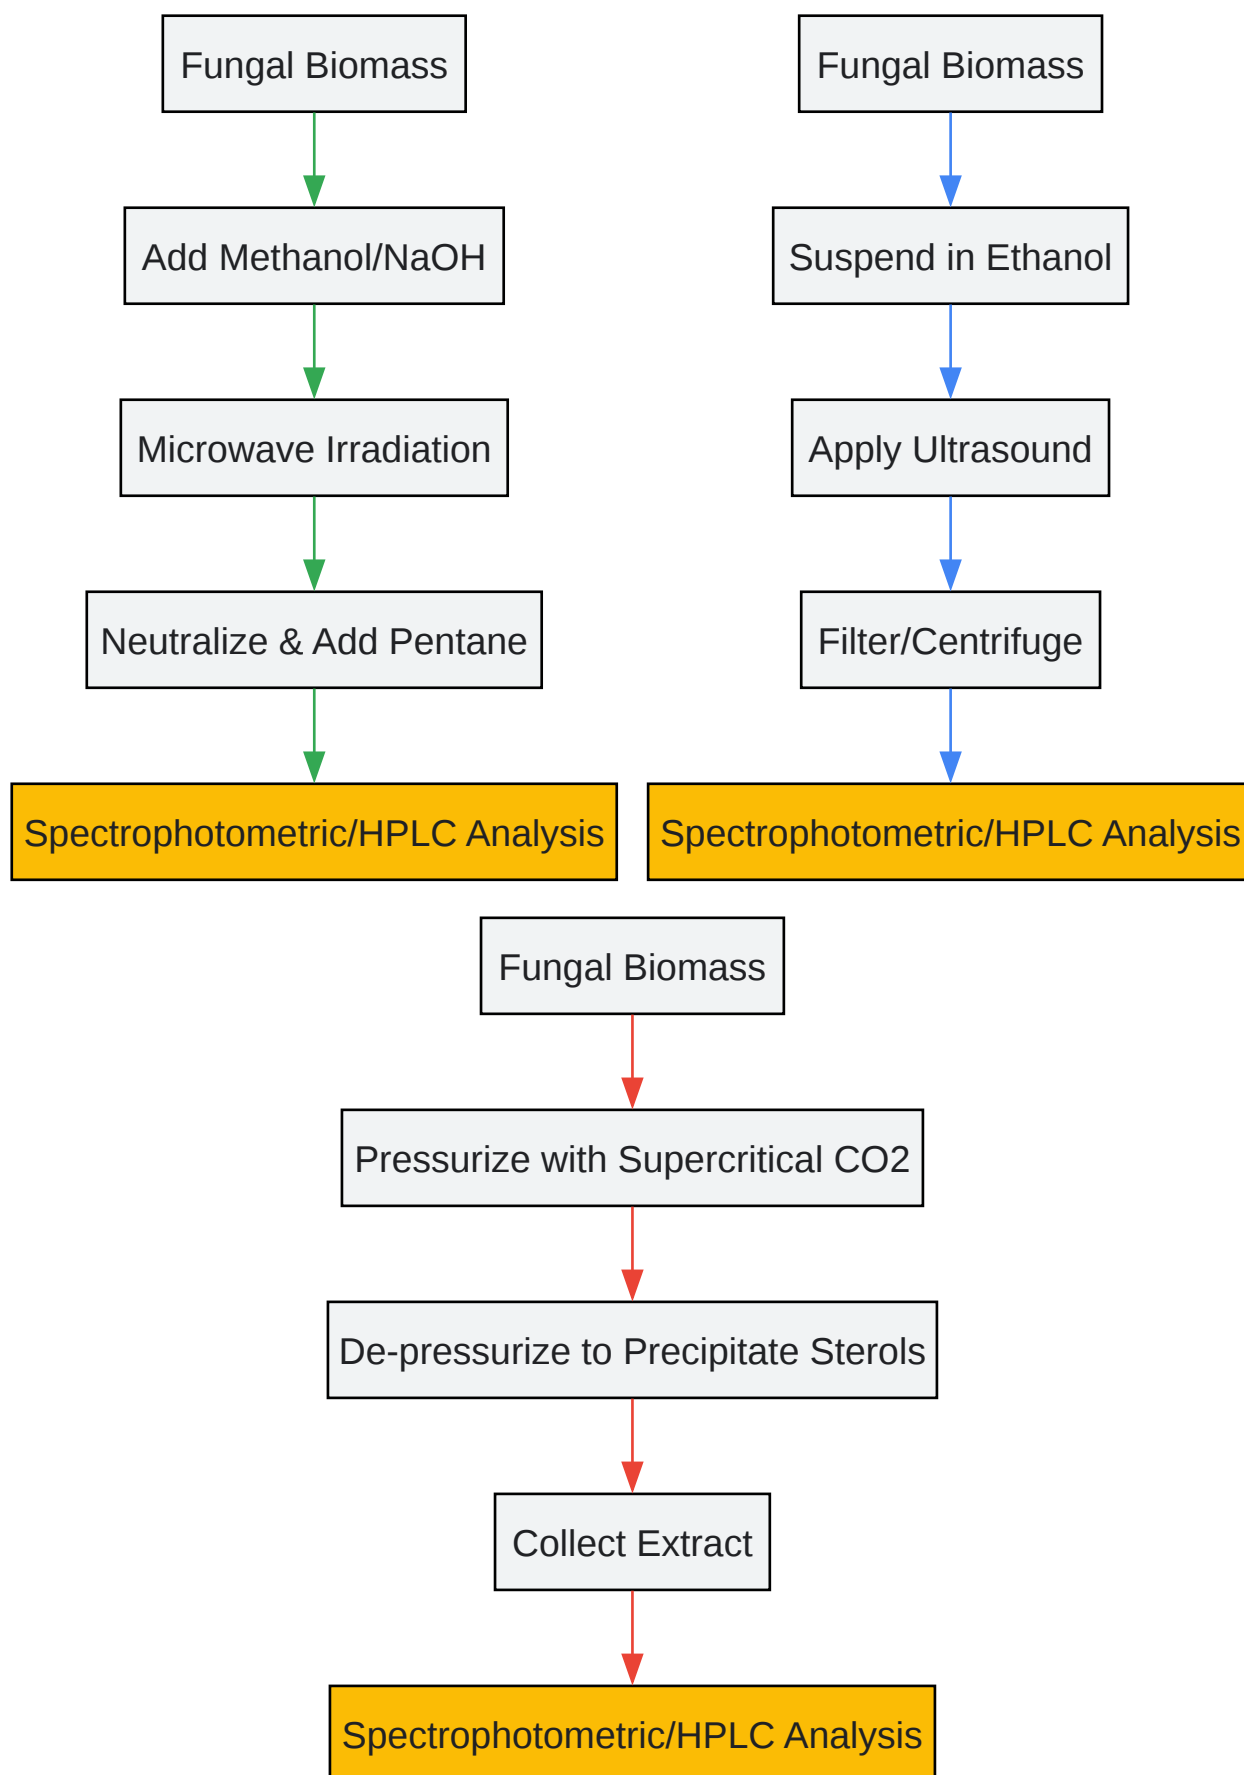 Fungal Biomass
Add Methanol/NaOH
Microwave Irradiation
Neutralize & Add Pentane
Spectrophotometric/HPLC Analysis
Fungal Biomass
Suspend in Ethanol
Apply Ultrasound
Filter/Centrifuge
Spectrophotometric/HPLC Analysis
Fungal Biomass
Pressurize with Supercritical CO2
De-pressurize to Precipitate Sterols
Collect Extract
Spectrophotometric/HPLC Analysis